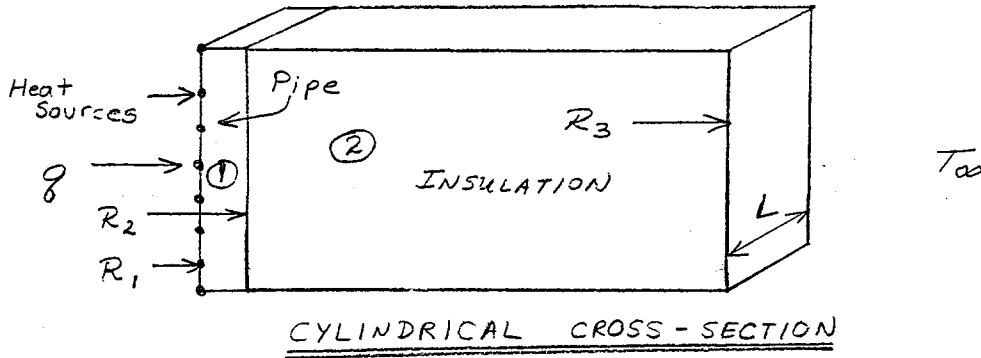 Heat
Sources
Pipe
R3
T∞
q
①
②
INSULATION
R2
L
R1
CYLINDRICAL CROSS-SECTION